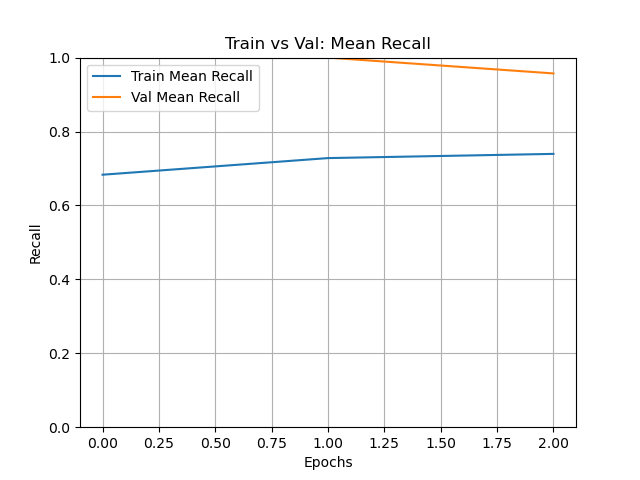 Train vs Val: Mean Recall
Train Mean Recall
Val Mean Recall
1.0
0.8
0.6
0.4
0.2
0.0
Recall
0.00 0.25 0.50 0.75 1.00 1.25 1.50 1.75 2.00
Epochs